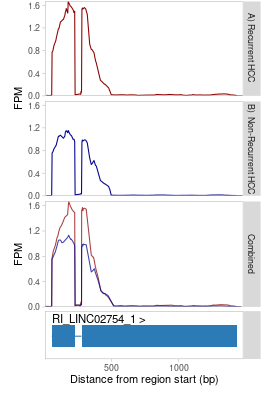 1.6
1.2
0.8
0.4
0.0
FPM
A) Recurrent HCC
1.6
1.2
0.8
0.4
0.0
B) Non-Recurrent HCC
1.6
1.2
0.8
0.4
0.0
FPM
Combined
RI_LINC02754_1 >
500 1000
Distance from region start (bp)